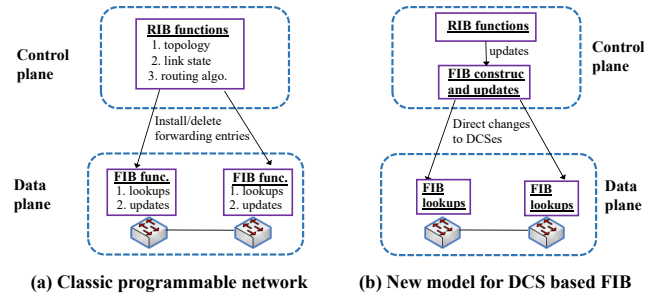 Control
plane
RIB functions
1. topology
2. link state
3. routing algo.
Install/delete
forwarding entries
Data
plane
FIB func.
1. lookups
2. updates
FIB func.
1. lookups
2. updates
(a) Classic programmable network
RIB functions
updates
FIB construc
and updates
Control
plane
Direct changes
to DCSes
FIB
lookups
FIB
lookups
Data
plane
(b) New model for DCS based FIB